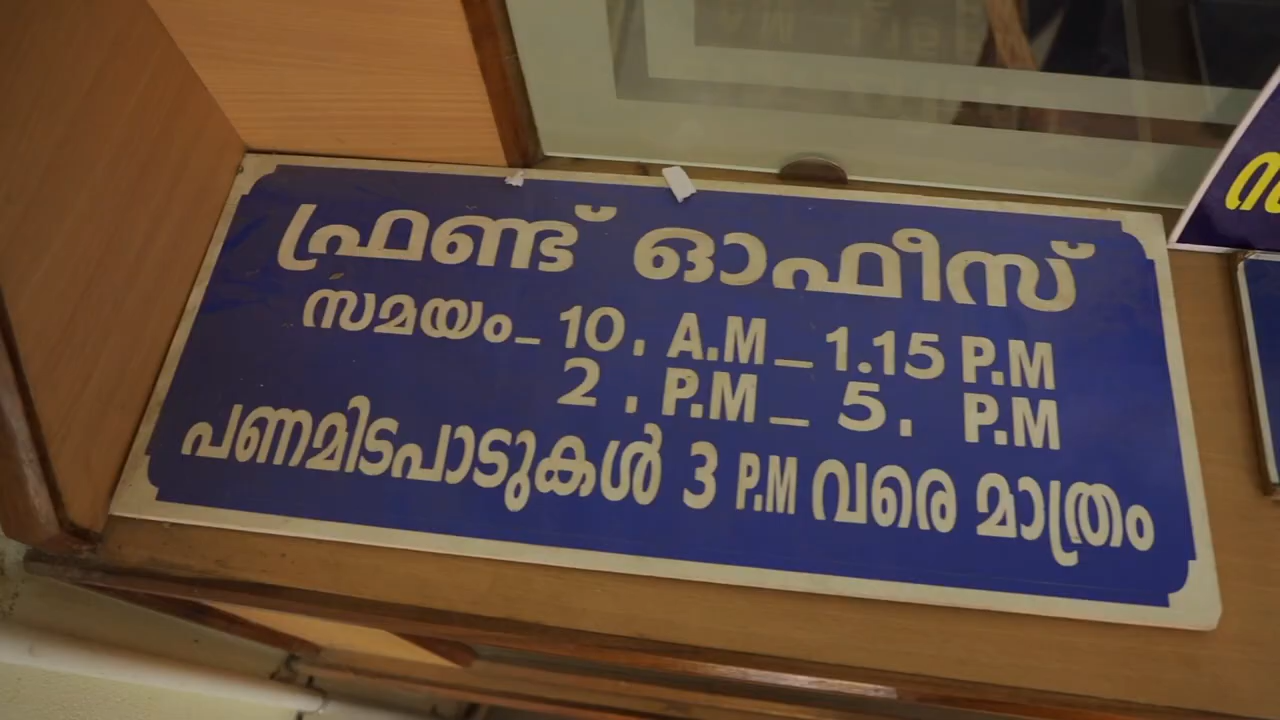 ഫ്രണ്ട് ഓഫീസ്
സമയം_ 10. A.M _ 1.15 P.M
2. P.M _ 5. P.M
പണമിടപാടുകൾ 3 P.M വരെ മാത്രം